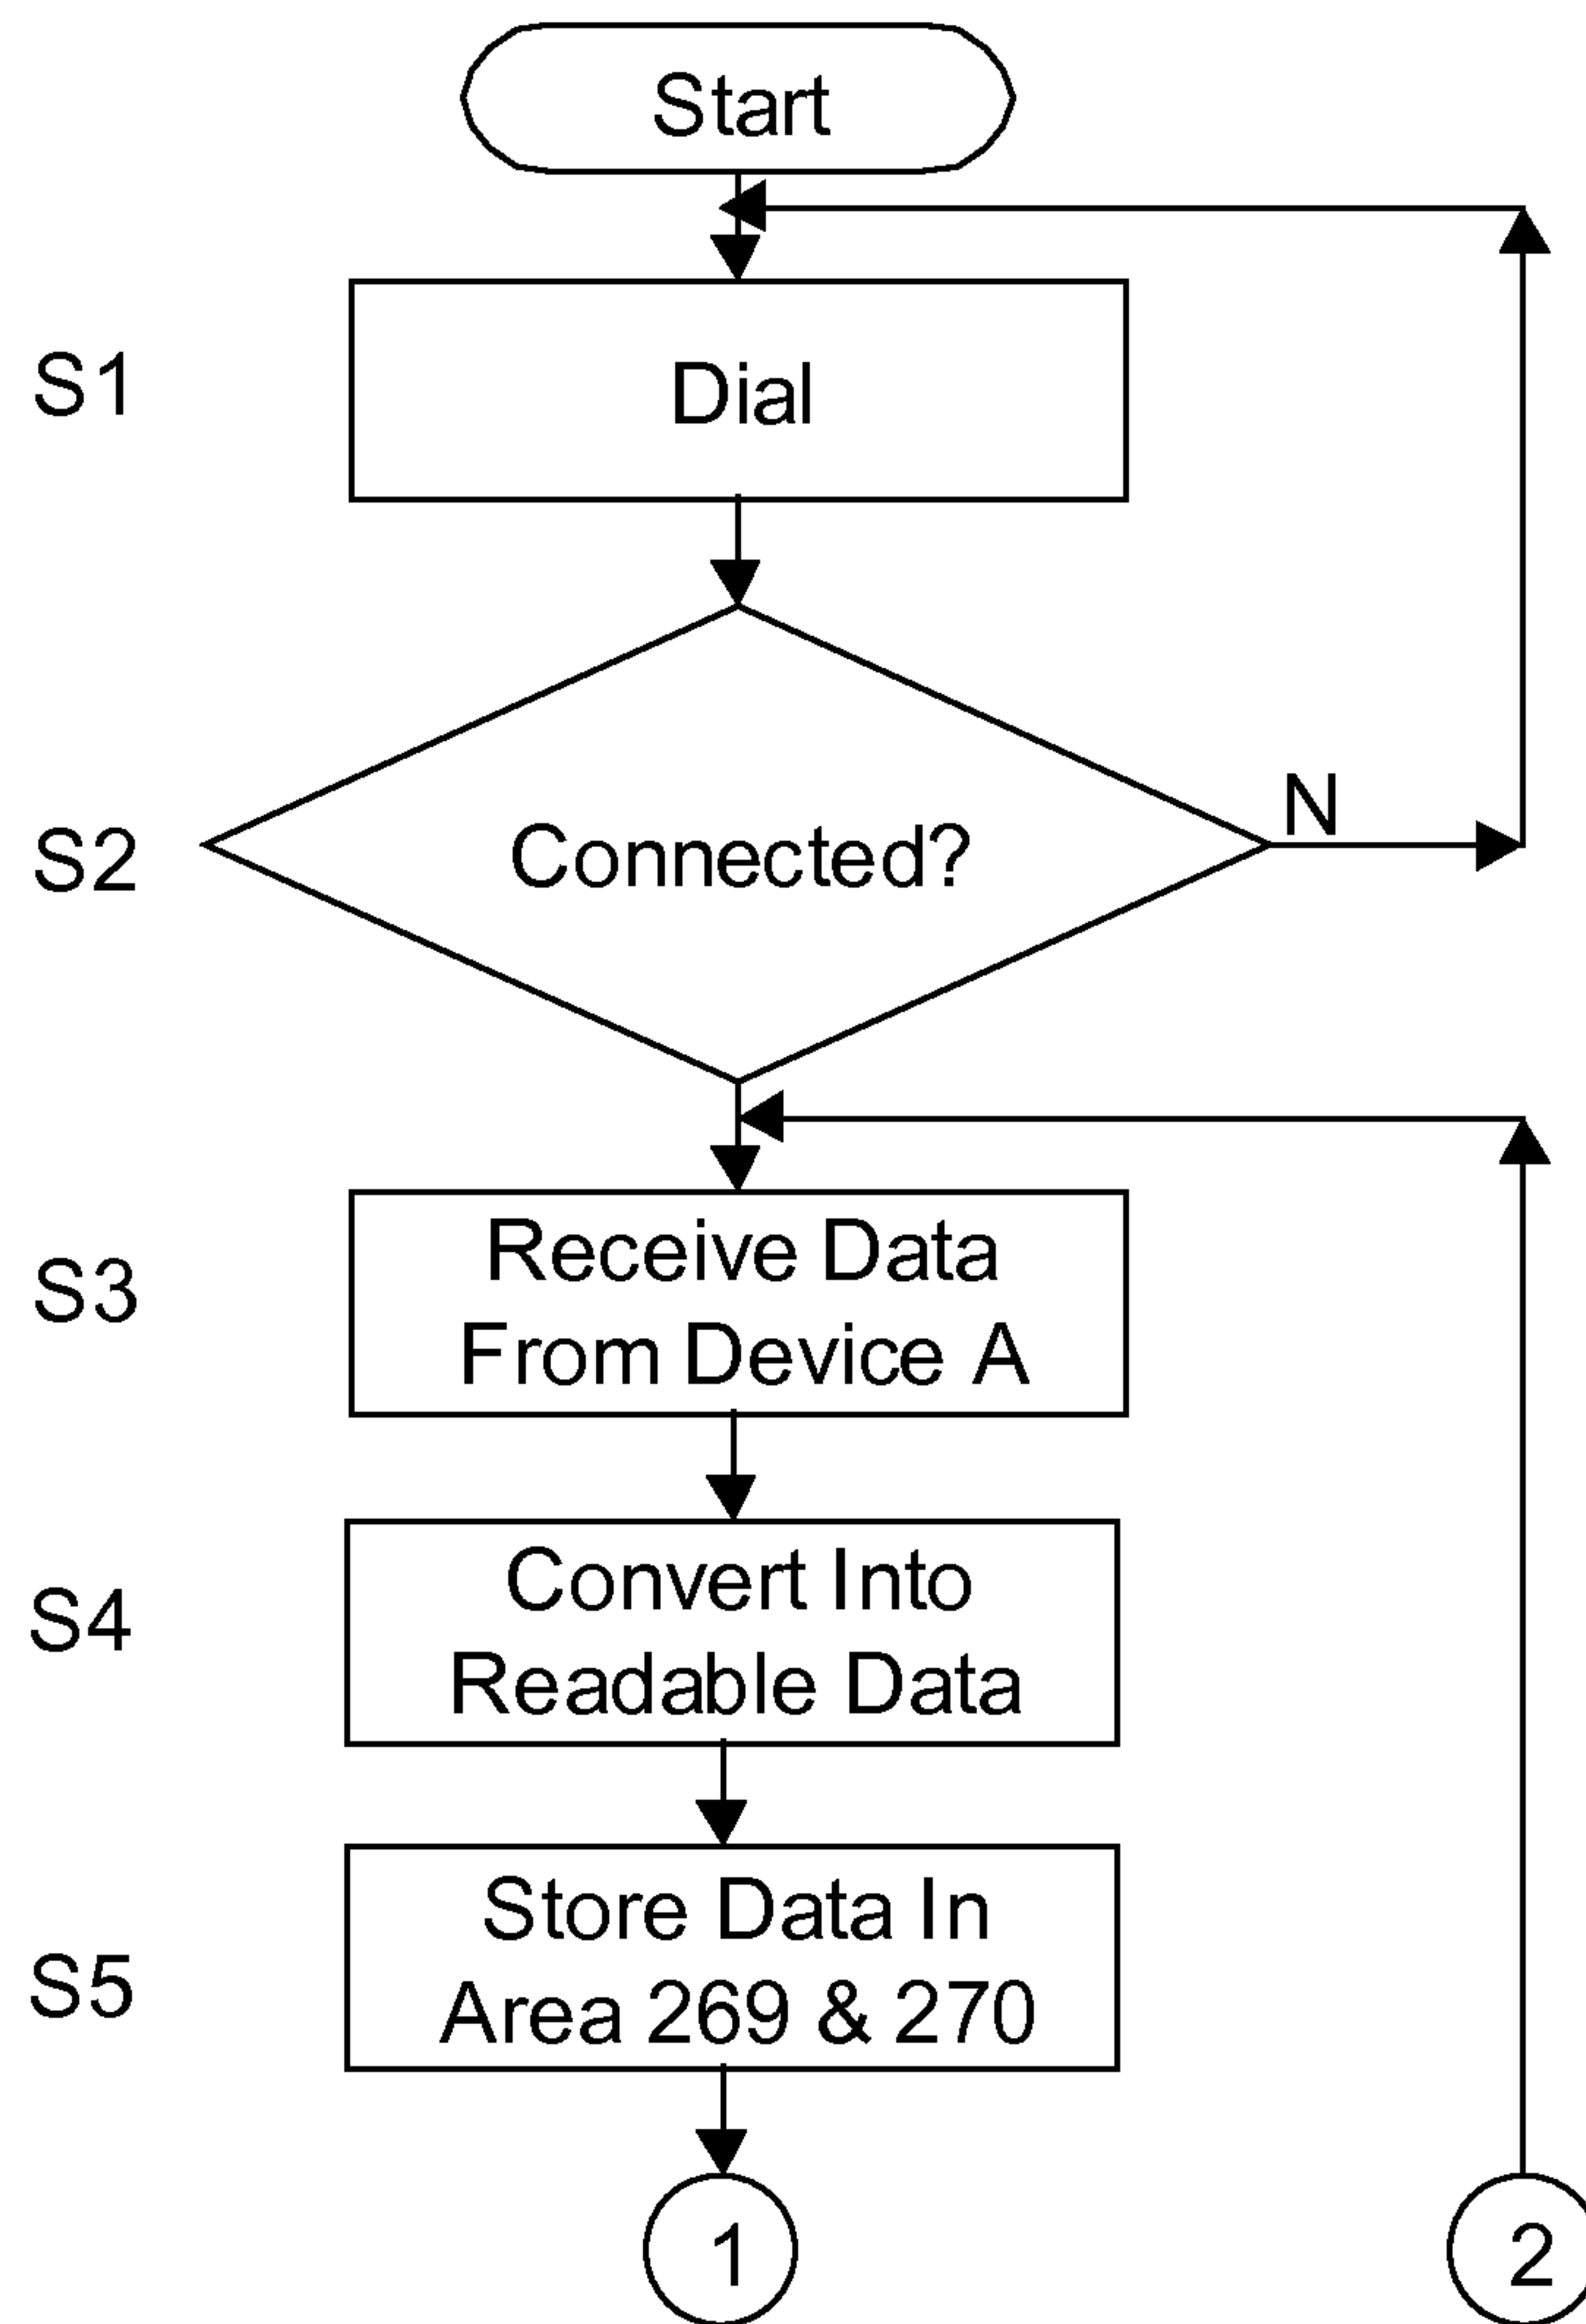 Start
S1
Dial
S2
Connected?
N
S3
Receive Data
From Device A
S4
Convert Into
Readable Data
S5
Store Data In
Area 269 & 270
1
2